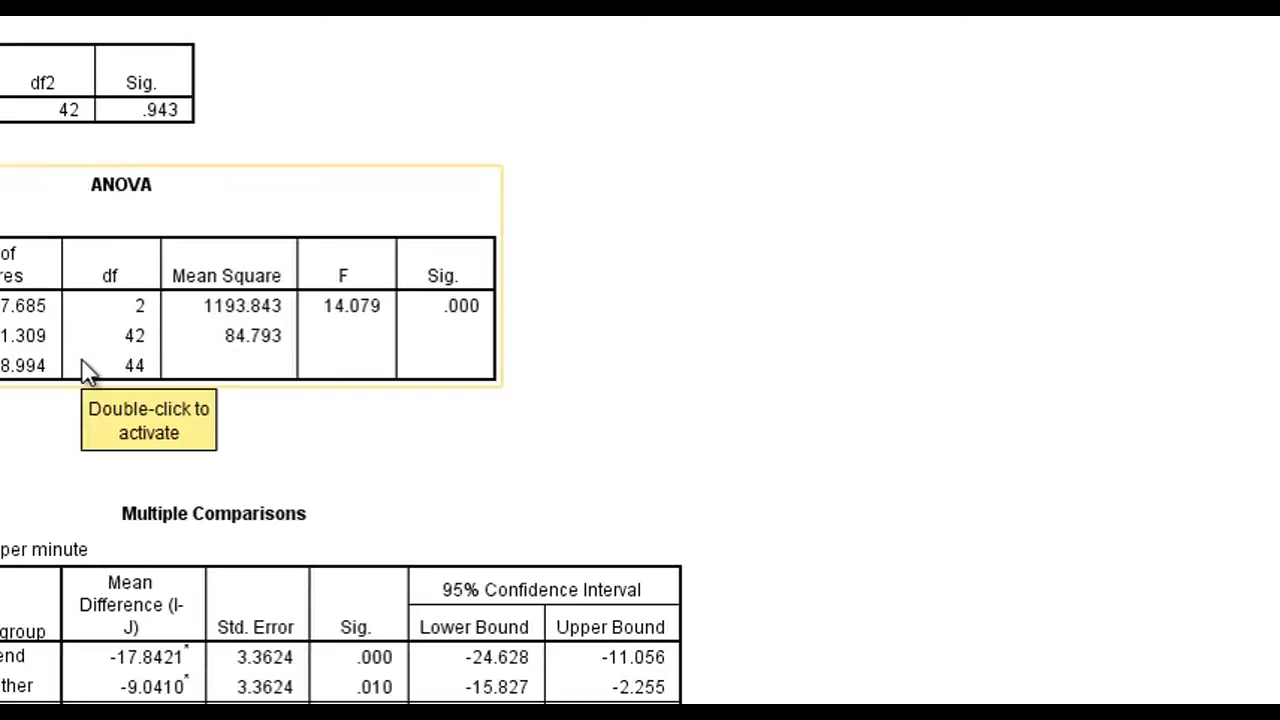 df2 Sig.
42 .943
ANOVA
of
res df Mean Square F Sig.
7.685 2 1193.843 14.079 .000
1.309 42 84.793
8.994 44
Double-click to
activate
Multiple Comparisons
per minute
Mean
Difference (I-
J) Std. Error Sig. 95% Confidence Interval
group Lower Bound Upper Bound
end -17.8421* 3.3624 .000 -24.628 -11.056
ther -9.0410* 3.3624 .010 -15.827 -2.255